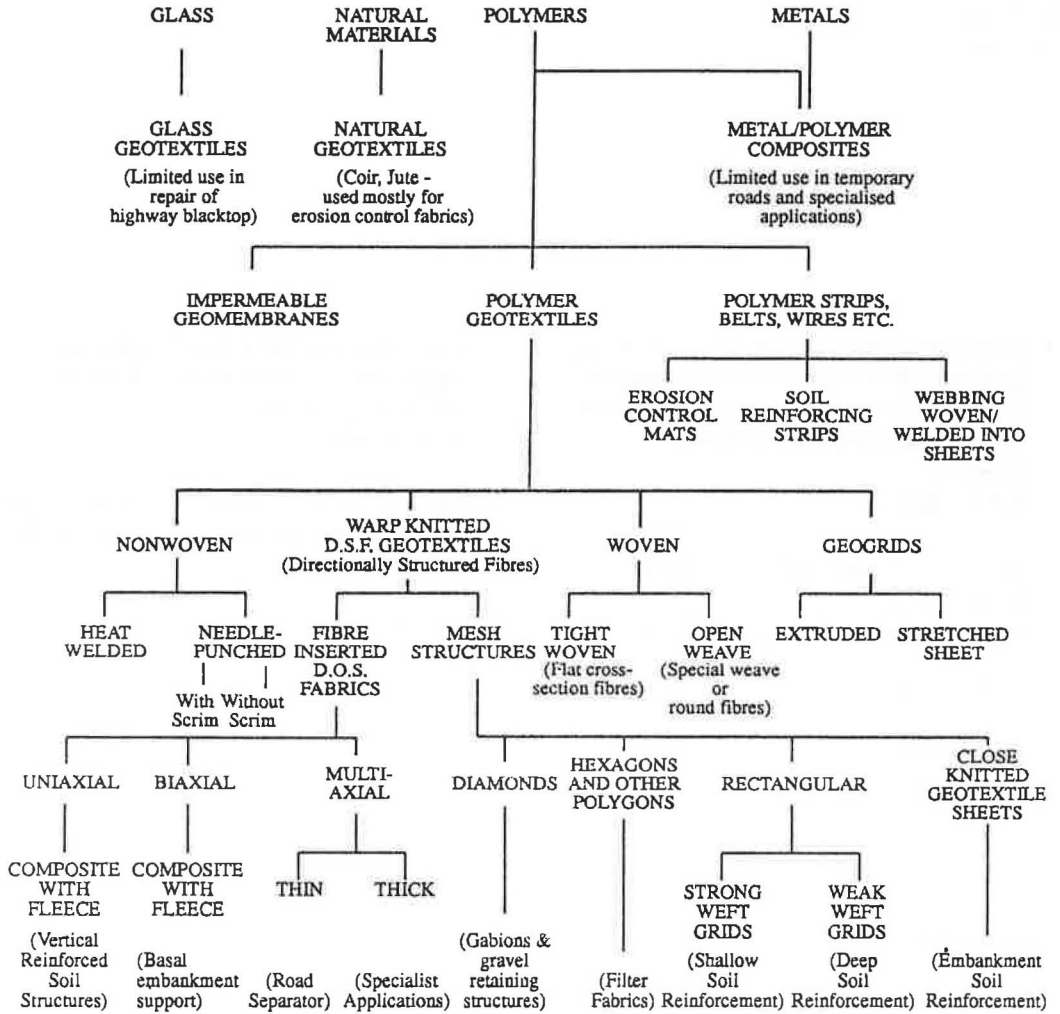 GLASS
NATURAL
MATERIALS
POLYMERS
METALS
GLASS
GEOTEXTILES
(Limited use in
repair of
highway blacktop)
NATURAL
GEOTEXTILES
(Coir, Jute -
used mostly for
erosion control fabrics)
METAL/POLYMER
COMPOSITES
(Limited use in temporary
roads and specialised
applications)
IMPERMEABLE
GEOMEMBRANES
POLYMER
GEOTEXTILES
POLYMER STRIPS,
BELTS, WIRES ETC.
EROSION
CONTROL
MATS
SOIL
REINFORCING
STRIPS
WEBBING
WOVEN/
WELDED INTO
SHEETS
NONWOVEN
WARP KNITTED
D.S.F. GEOTEXTILES
(Directionally Structured Fibres)
WOVEN
GEOGRIDS
HEAT
WELDED
NEEDLE-
PUNCHED
FIBRE
INSERTED
D.O.S.
FABRICS
MESH
STRUCTURES
TIGHT
WOVEN
(Flat cross-
section fibres)
OPEN
WEAVE
(Special weave
or
round fibres)
EXTRUDED
STRETCHED
SHEET
With
Scrim
Without
Scrim
UNIAXIAL
BIAXIAL
MULTI-
AXIAL
DIAMONDS
HEXAGONS
AND OTHER
POLYGONS
RECTANGULAR
CLOSE
KNITTED
GEOTEXTILE
SHEETS
COMPOSITE
WITH
FLEECE
COMPOSITE
WITH
FLEECE
THIN
THICK
STRONG
WEFT
GRIDS
WEAK
WEFT
GRIDS
(Vertical
Reinforced
Soil
Structures)
(Basal
embankment
support)
(Road
Separator)
(Specialist
Applications)
(Gabions &
gravel
retaining
structures)
(Filter
Fabrics)
(Shallow
Soil
Reinforcement)
(Deep
Soil
Reinforcement)
(Embankment
Soil
Reinforcement)